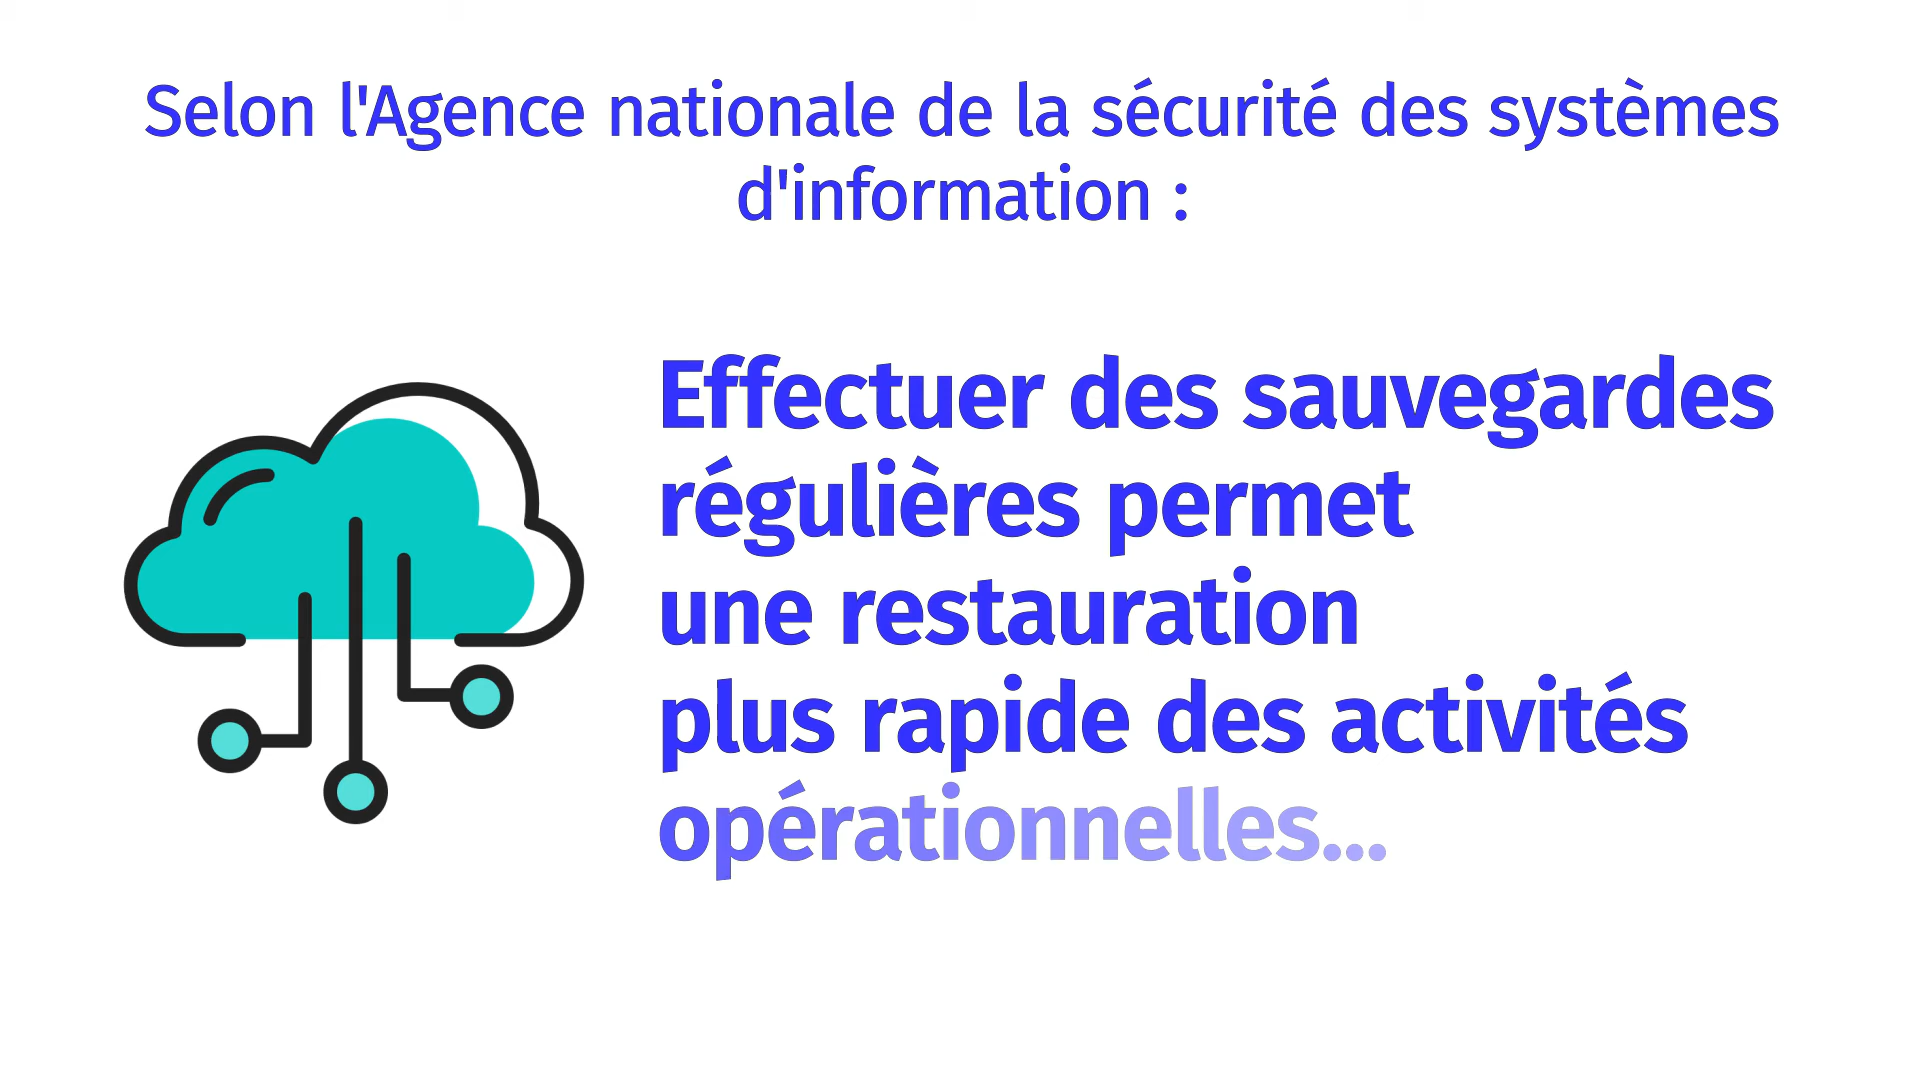 Selon l'Agence nationale de la sécurité des systèmes
d'information :
Effectuer des sauvegardes
régulières permet
une restauration
plus rapide des activités
opérationnelles...